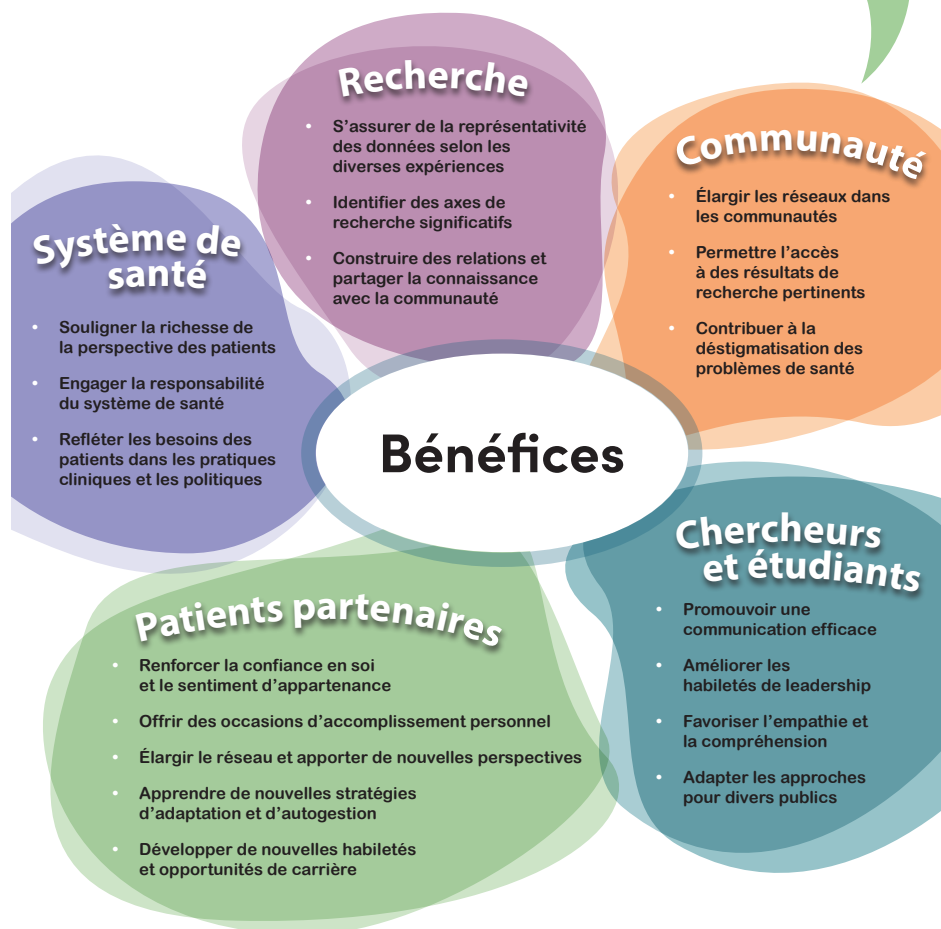 Recherche
• S'assurer de la représentativité
des données selon les
diverses expériences
• Identifier des axes de
recherche significatifs
• Construire des relations et
partager la connaissance
avec la communauté
Communauté
• Élargir les réseaux dans
les communautés
• Permettre l'accès
à des résultats de
recherche pertinents
• Contribuer à la
déstigmatisation des
problèmes de santé
Système de
santé
• Souligner la richesse de
la perspective des patients
• Engager la responsabilité
du système de santé
• Refléter les besoins des
patients dans les pratiques
cliniques et les politiques
Bénéfices
Chercheurs
et étudiants
• Promouvoir une
communication efficace
• Améliorer les
habiletés de leadership
• Favoriser l'empathie et
la compréhension
• Adapter les approches
pour divers publics
Patients partenaires
• Renforcer la confiance en soi
et le sentiment d'appartenance
• Offrir des occasions d'accomplissement personnel
• Élargir le réseau et apporter de nouvelles perspectives
• Apprendre de nouvelles stratégies
d'adaptation et d'autogestion
• Développer de nouvelles habiletés
et opportunités de carrière